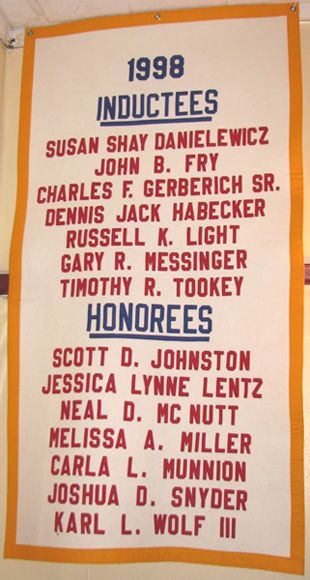 1998
INDUCTEES
SUSAN SHAY DANIELEWICZ
JOHN B. FRY
CHARLES F. GERBERICH SR.
DENNIS JACK HABECKER
RUSSELL K. LIGHT
GARY R. MESSINGER
TIMOTHY R. TOOKEY
HONOREES
SCOTT D. JOHNSTON
JESSICA LYNNE LENTZ
NEAL D. MC NUTT
MELISSA A. MILLER
CARLA L. MUNNION
JOSHUA D. SNYDER
KARL L. WOLF III